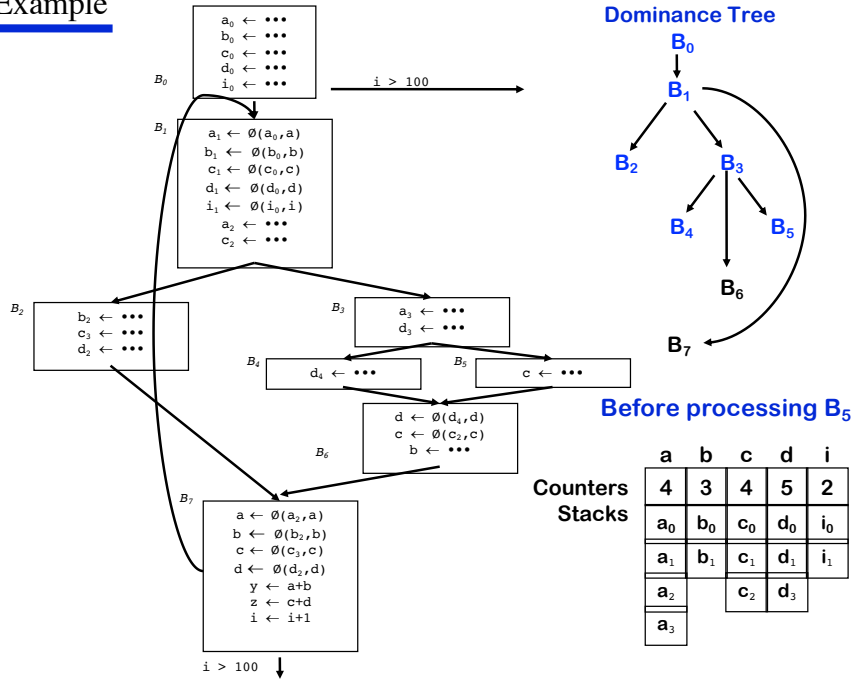 Example
B₀
a₀ ← •••
b₀ ← •••
c₀ ← •••
d₀ ← •••
i₀ ← •••
i > 100
B₁
a₁ ← Ø(a₀,a)
b₁ ← Ø(b₀,b)
c₁ ← Ø(c₀,c)
d₁ ← Ø(d₀,d)
i₁ ← Ø(i₀,i)
a₂ ← •••
c₂ ← •••
B₂
b₂ ← •••
c₃ ← •••
d₂ ← •••
B₃
a₃ ← •••
d₃ ← •••
B₄
d₄ ← •••
B₅
c ← •••
B₆
d ← Ø(d₄,d)
c ← Ø(c₂,c)
b ← •••
B₇
a ← Ø(a₂,a)
b ← Ø(b₂,b)
c ← Ø(c₃,c)
d ← Ø(d₂,d)
y ← a+b
z ← c+d
i ← i+1
i > 100
Dominance Tree
B₀
B₁
B₂ B₃
B₄ B₅
B₆
B₇
Before processing B₅
a b c d i
Counters 4 3 4 5 2
Stacks a₀ b₀ c₀ d₀ i₀
a₁ b₁ c₁ d₁ i₁
a₂ c₂ d₃
a₃